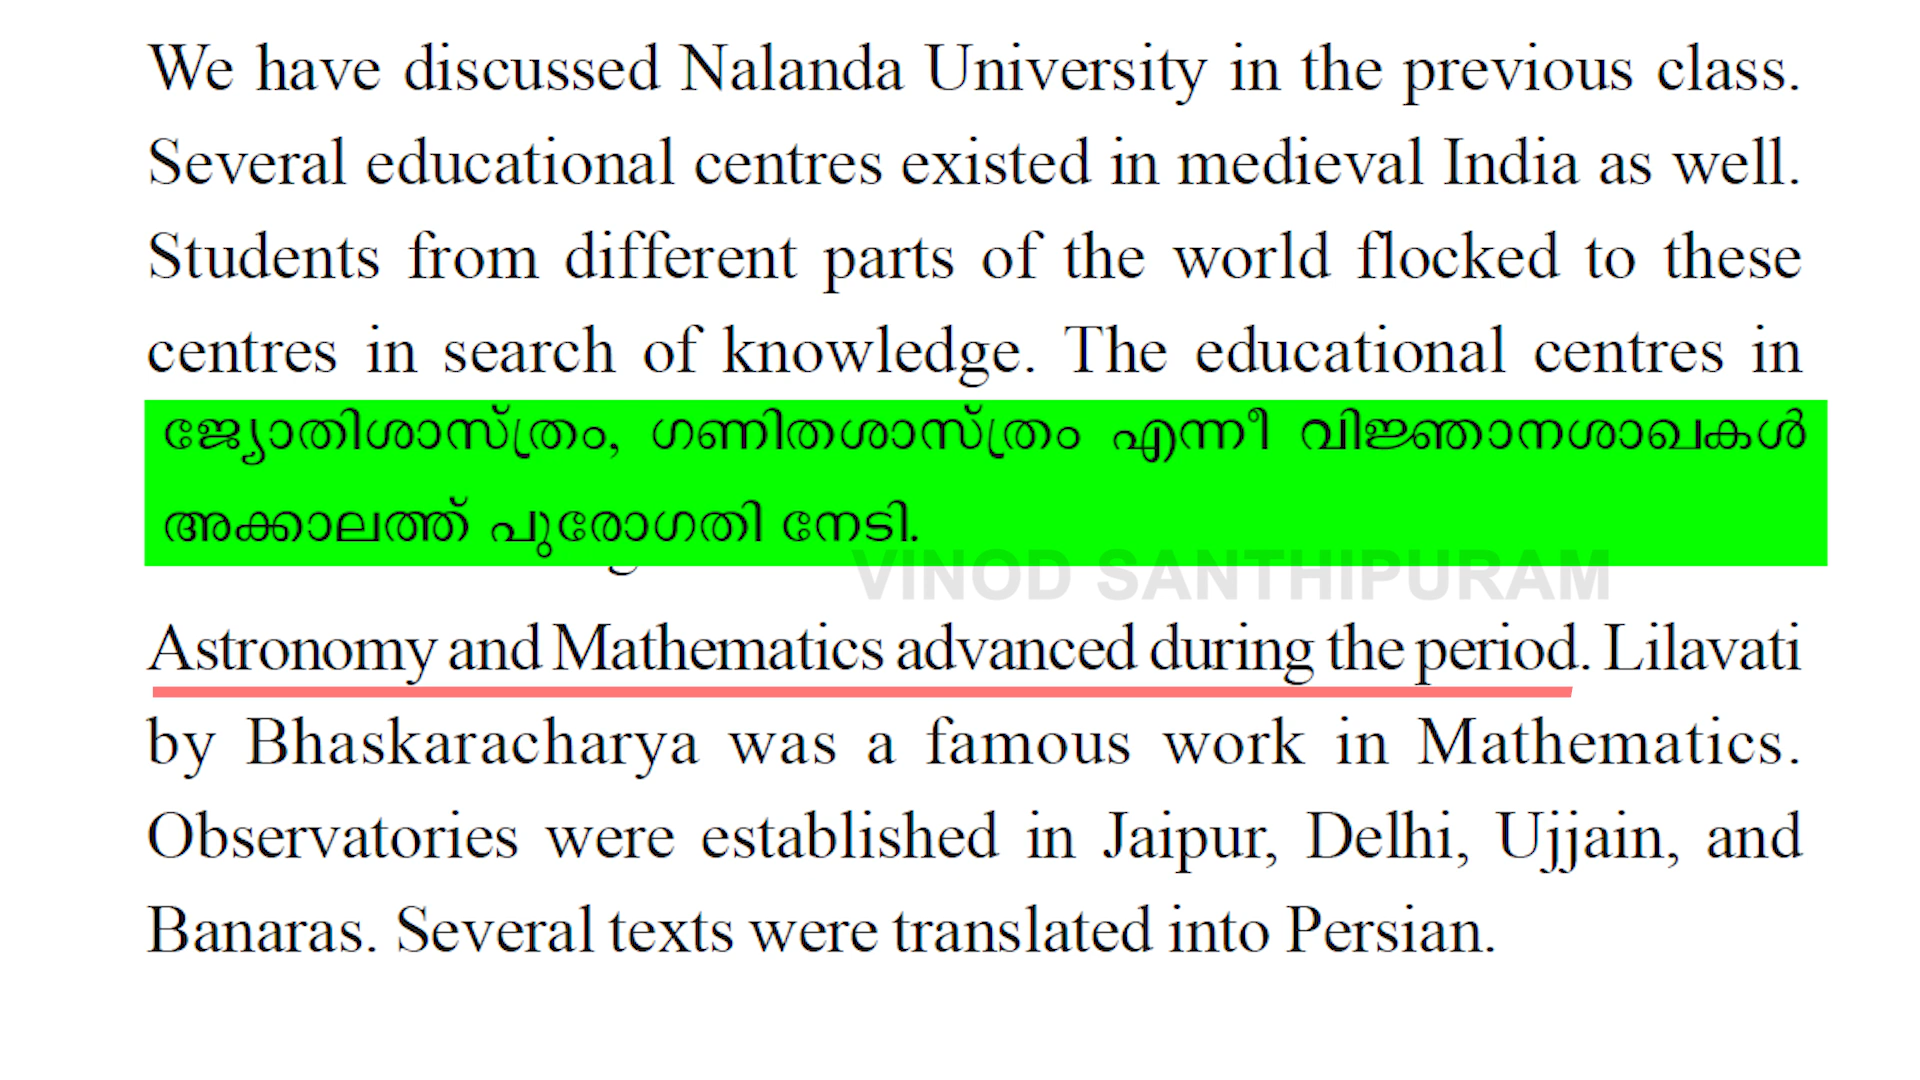 We have discussed Nalanda University in the previous class.
Several educational centres existed in medieval India as well.
Students from different parts of the world flocked to these
centres in search of knowledge. The educational centres in
ജ്യോതിശാസ്ത്രം, ഗണിതശാസ്ത്രം എന്നീ വിജ്ഞാനശാഖകൾ
അക്കാലത്ത് പുരോഗതി നേടി.
VINOD SANTHIPURAM
Astronomy and Mathematics advanced during the period. Lilavati
by Bhaskaracharya was a famous work in Mathematics.
Observatories were established in Jaipur, Delhi, Ujjain, and
Banaras. Several texts were translated into Persian.